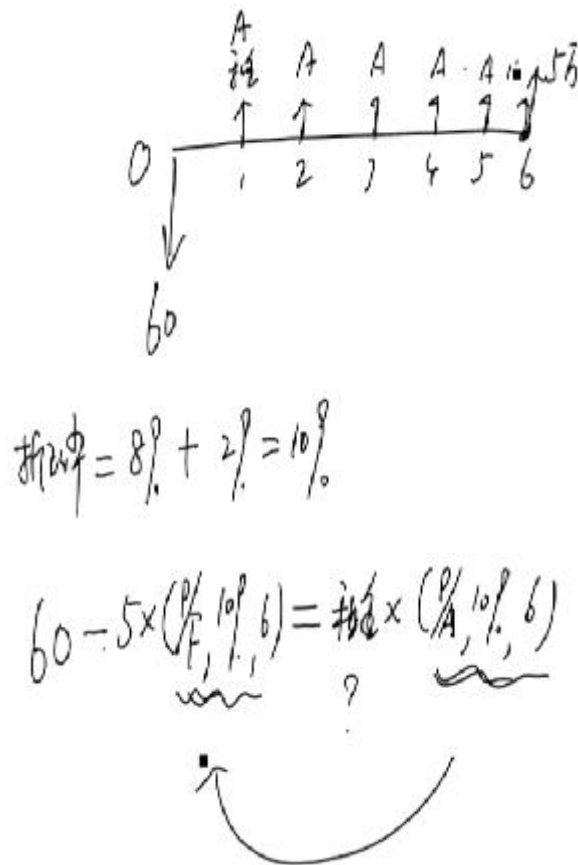 A
租金 A A A A 5万
0 1 2 3 4 5 6
60
折现率 = 8% + 2% = 10%
60 - 5 × (P/F, 10%, 6) = 租金 × (P/A, 10%, 6)
?